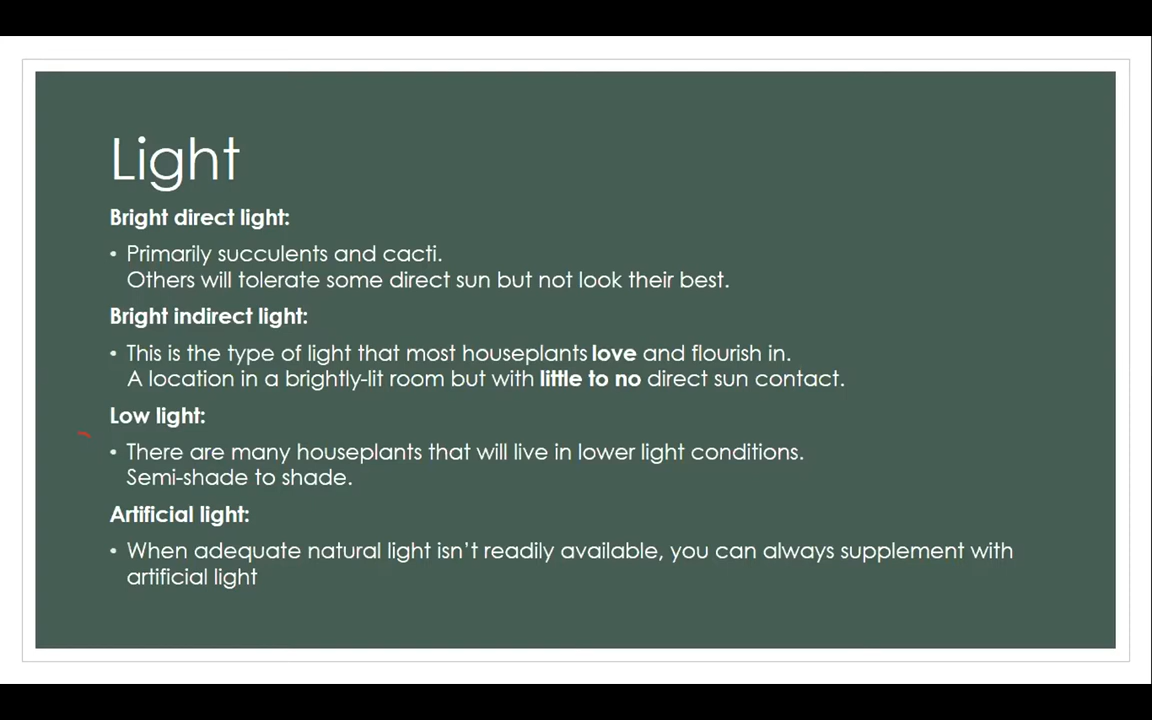 Light
Bright direct light:
• Primarily succulents and cacti.
Others will tolerate some direct sun but not look their best.
Bright indirect light:
• This is the type of light that most houseplants love and flourish in.
A location in a brightly-lit room but with little to no direct sun contact.
Low light:
• There are many houseplants that will live in lower light conditions.
Semi-shade to shade.
Artificial light:
• When adequate natural light isn’t readily available, you can always supplement with
artificial light